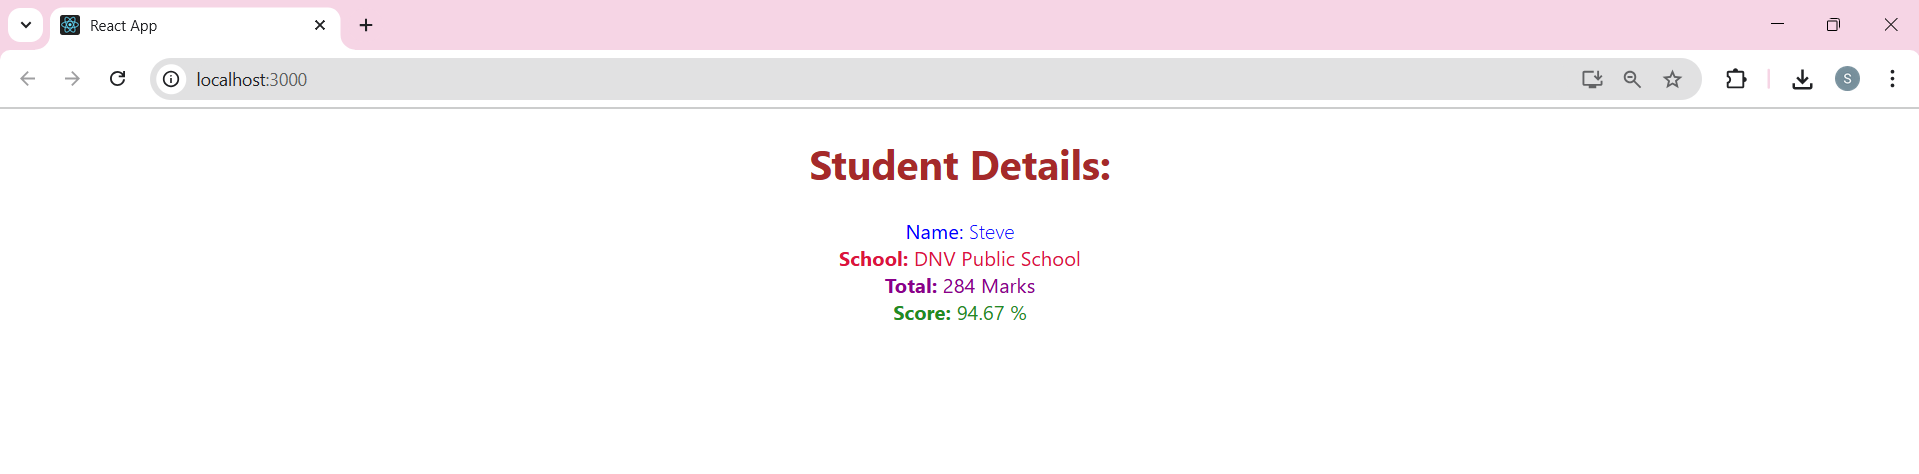 React App
localhost:3000
S
Student Details:
Name: Steve
School: DNV Public School
Total: 284 Marks
Score: 94.67 %